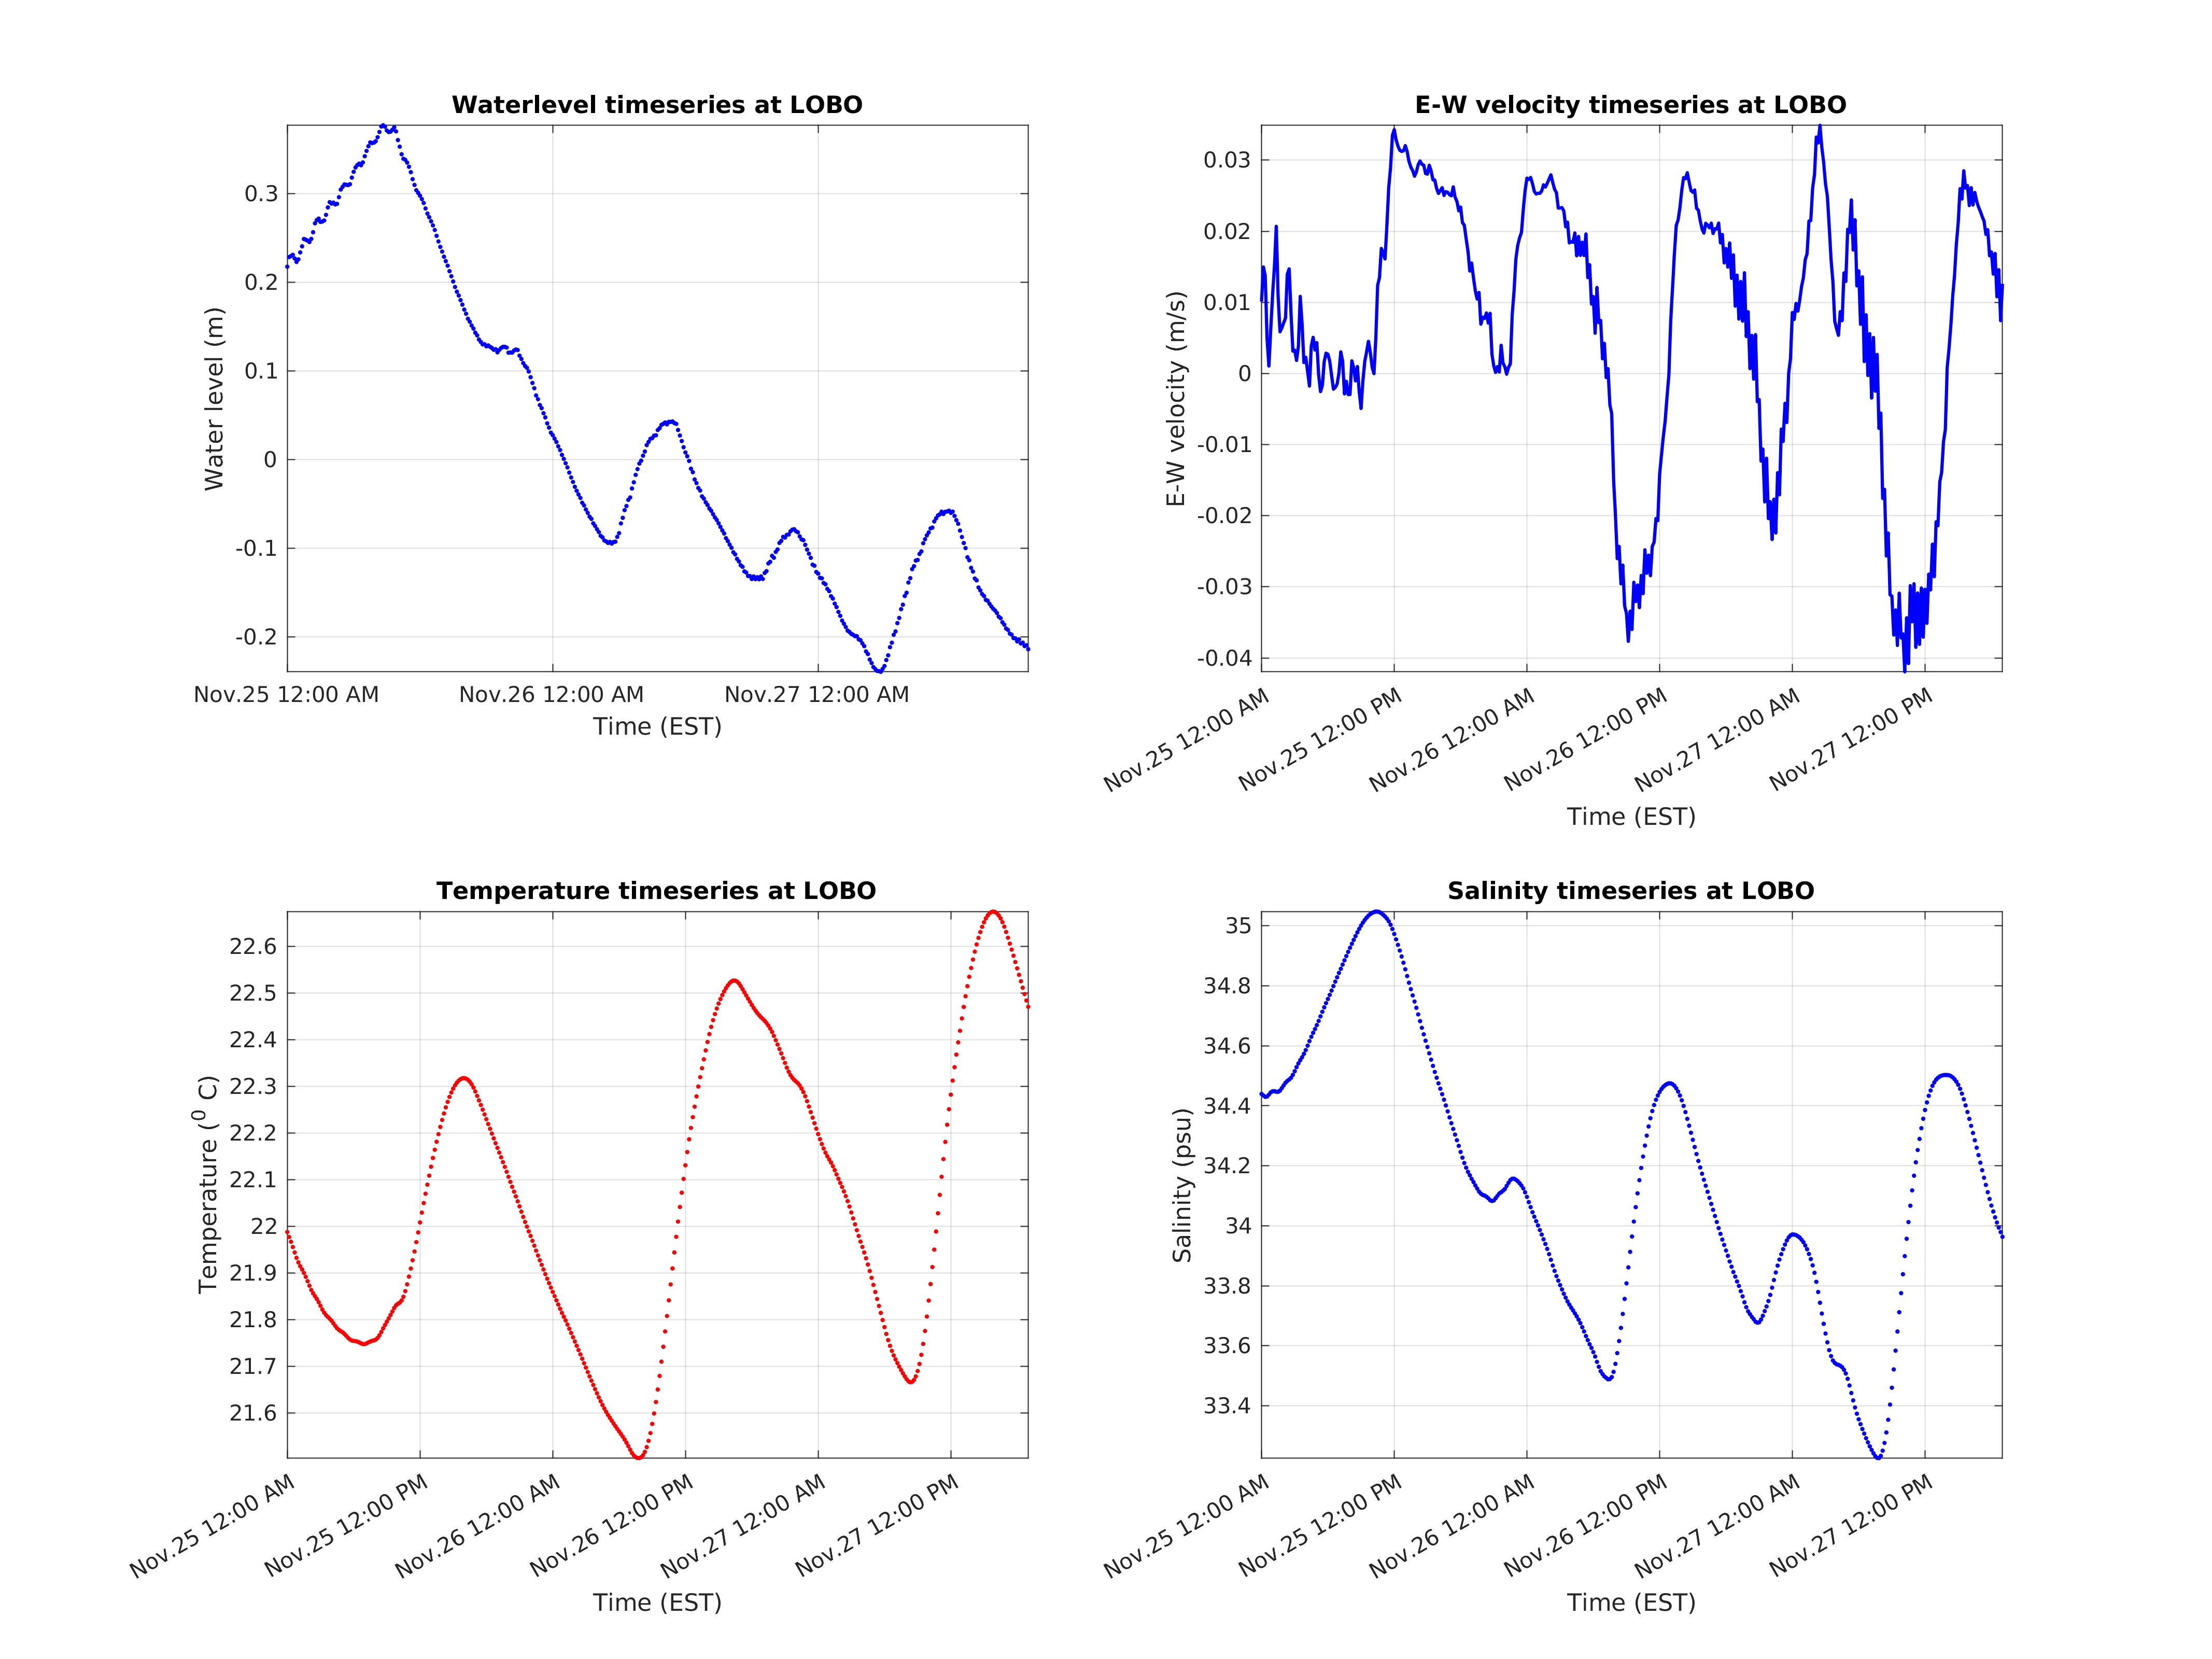 Waterlevel timeseries at LOBO
Water level (m)
0.3
0.2
0.1
0
-0.1
-0.2
Nov.25 12:00 AM
Nov.26 12:00 AM
Nov.27 12:00 AM
Time (EST)
E-W velocity timeseries at LOBO
E-W velocity (m/s)
0.03
0.02
0.01
0
-0.01
-0.02
-0.03
-0.04
Nov.25 12:00 AM
Nov.25 12:00 PM
Nov.26 12:00 AM
Nov.26 12:00 PM
Nov.27 12:00 AM
Nov.27 12:00 PM
Time (EST)
Temperature timeseries at LOBO
Temperature (⁰ C)
22.6
22.5
22.4
22.3
22.2
22.1
22
21.9
21.8
21.7
21.6
Nov.25 12:00 AM
Nov.25 12:00 PM
Nov.26 12:00 AM
Nov.26 12:00 PM
Nov.27 12:00 AM
Nov.27 12:00 PM
Time (EST)
Salinity timeseries at LOBO
Salinity (psu)
35
34.8
34.6
34.4
34.2
34
33.8
33.6
33.4
Nov.25 12:00 AM
Nov.25 12:00 PM
Nov.26 12:00 AM
Nov.26 12:00 PM
Nov.27 12:00 AM
Nov.27 12:00 PM
Time (EST)